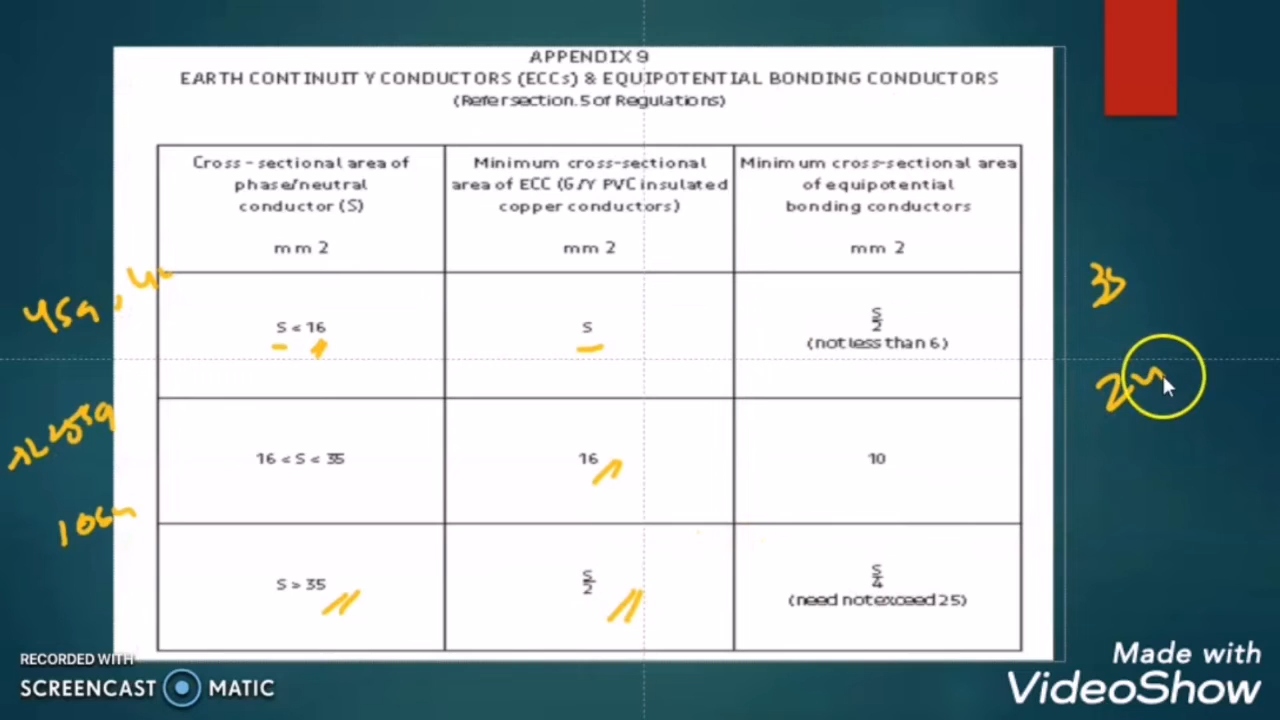 APPENDIX 9
EARTH CONTINUIT Y CONDUCTORS (ECCs) & EQUIPOTENTIAL BONDING CONDUCTORS
(Refer section. 5 of Regulations)
Cross - sectional area of
phase/neutral
conductor (S)
mm 2
Minimum cross-sectional
area of ECC (G/Y PVC insulated
copper conductors)
mm 2
Minimum cross-sectional area
of equipotential
bonding conductors
mm 2
S < 16
S
S
2
(not less than 6)
16 < S < 35
16
10
S > 35
S
2
S
4
(need not exceed 25)
RECORDED WITH
SCREENCAST MATIC
Made with
VideoShow